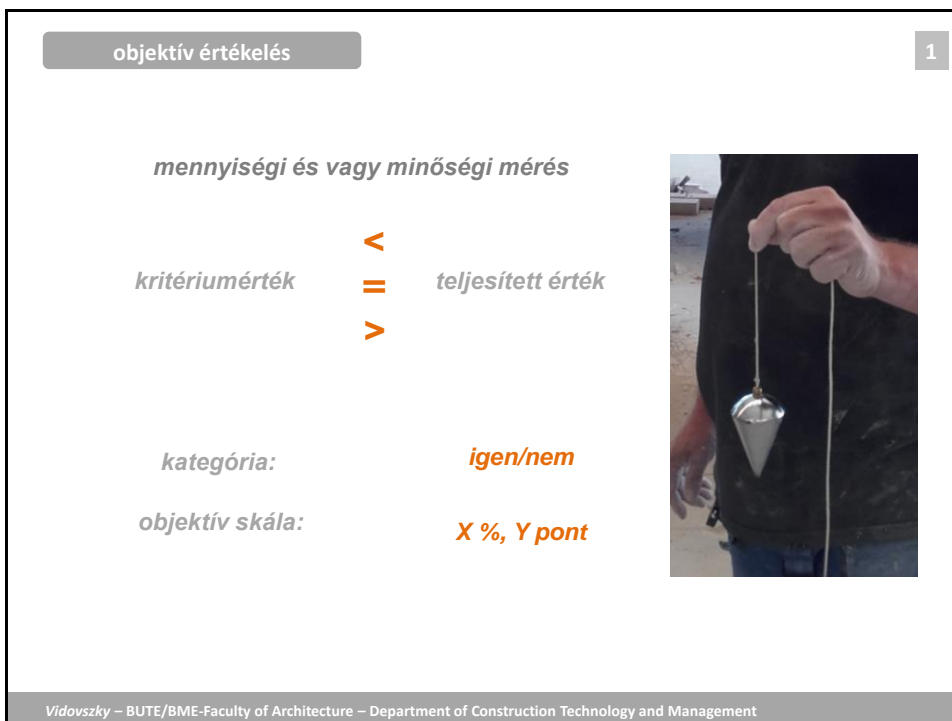 objektív értékelés
1
mennyiségi és vagy minőségi mérés
<
kritériumérték = teljesített érték
>
kategória: igen/nem
objektív skála: X %, Y pont
Vidovszky – BUTE/BME-Faculty of Architecture – Department of Construction Technology and Management